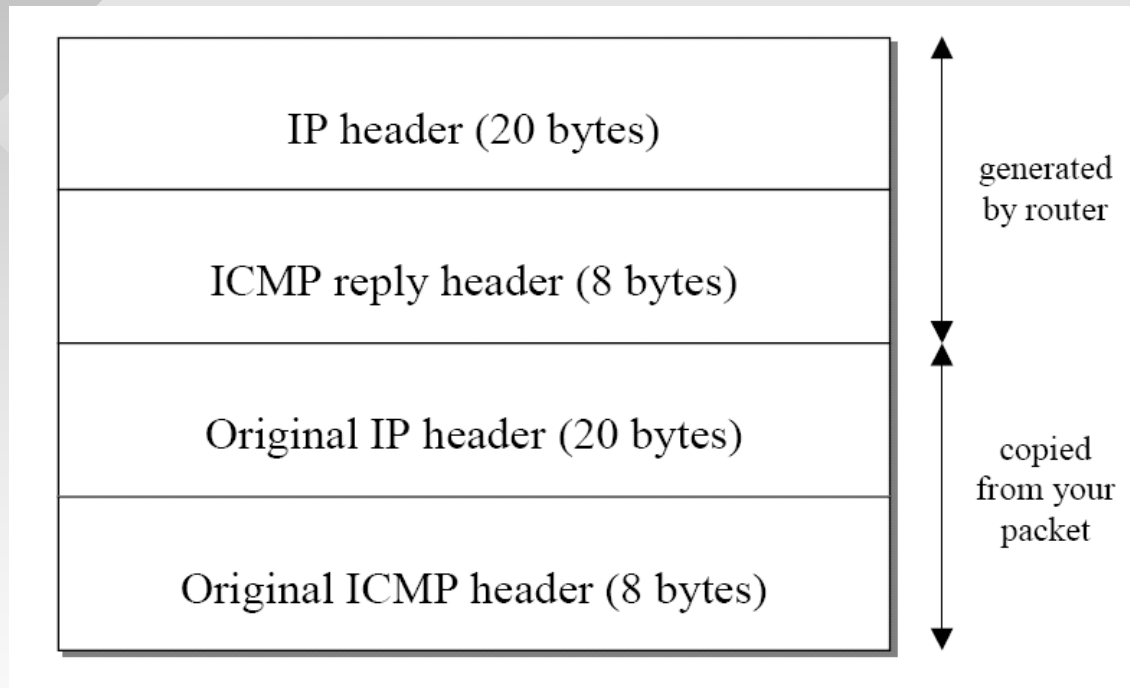 IP header (20 bytes)
generated
by router
ICMP reply header (8 bytes)
Original IP header (20 bytes)
copied
from your
packet
Original ICMP header (8 bytes)